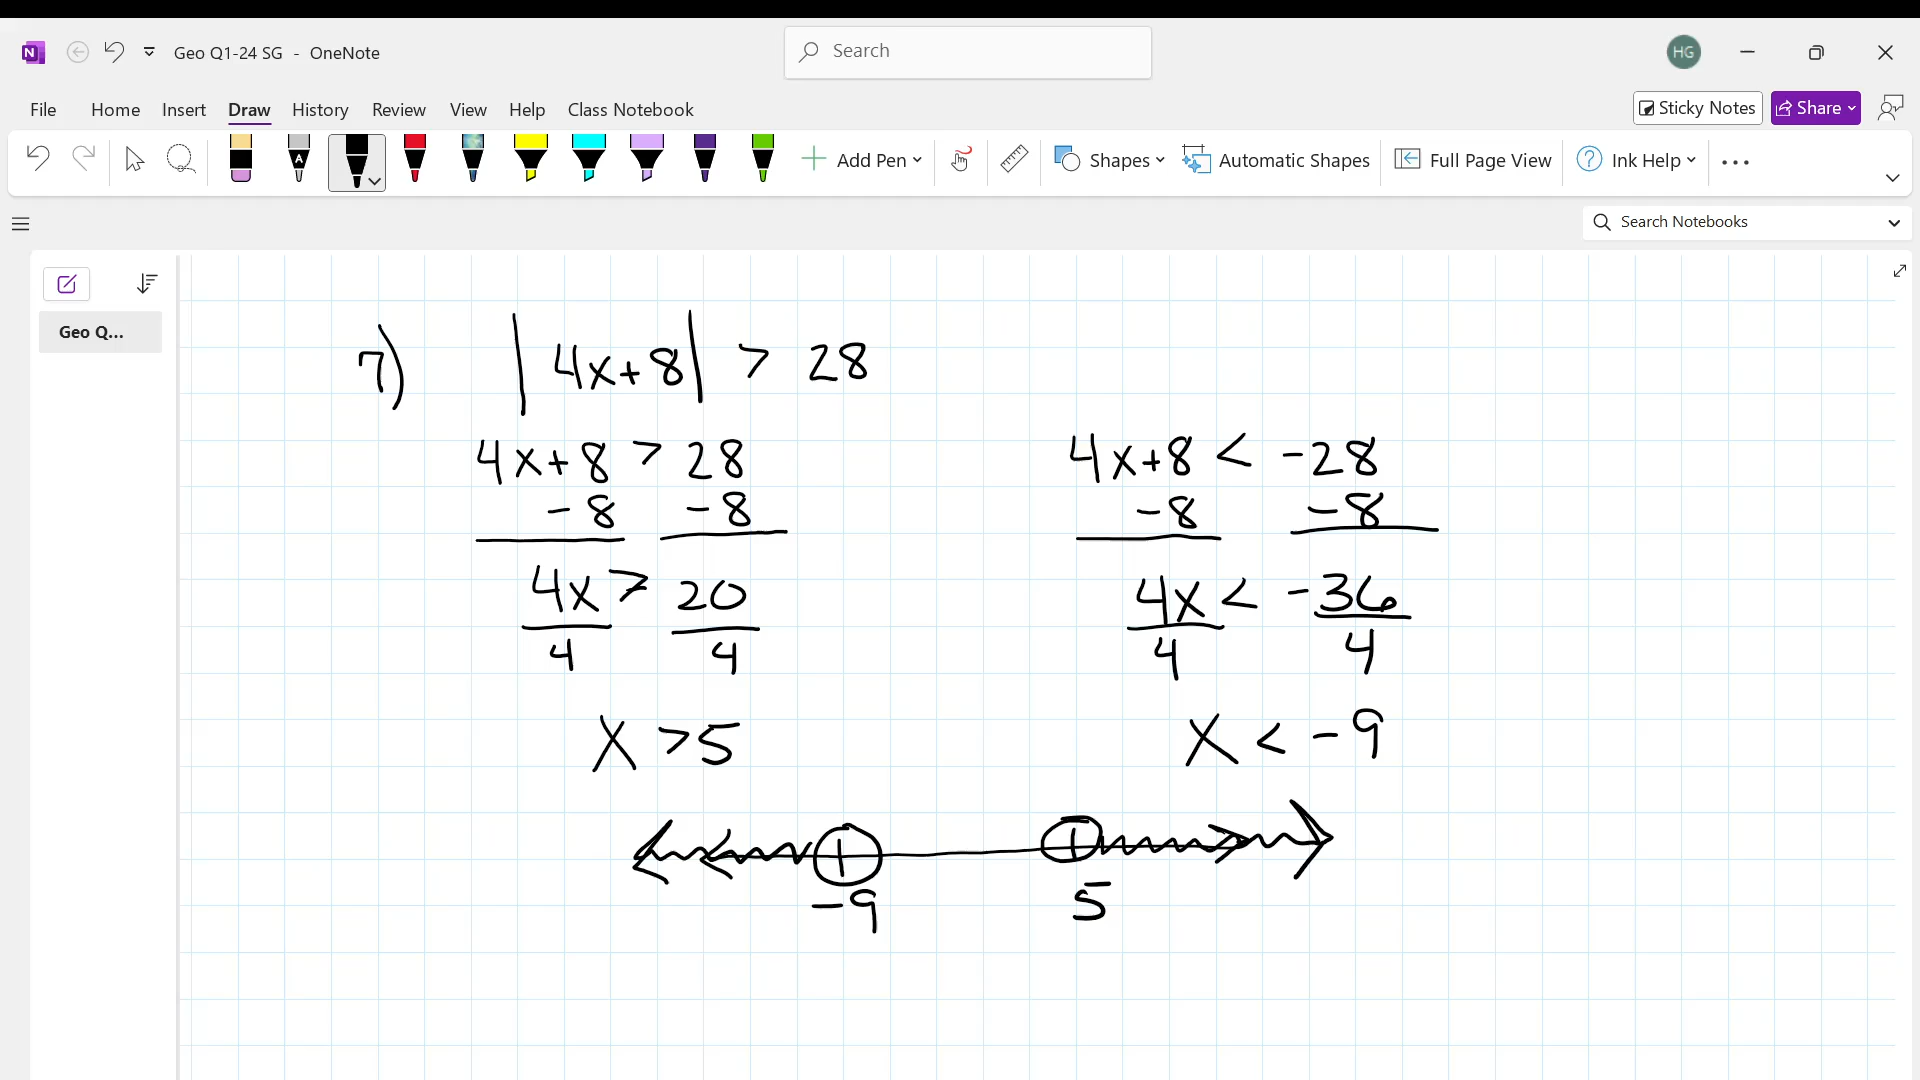 Geo Q1-24 SG - OneNote
Search
HG
File Home Insert Draw History Review View Help Class Notebook
Sticky Notes Share
A
Add Pen Shapes Automatic Shapes Full Page View Ink Help
Search Notebooks
Geo Q...
7) |4x+8| > 28
4x+8 > 28 4x+8 < -28
-8 -8 -8 -8
4x > 20 4x < -36
4 4 4 4
x > 5 x < -9
-9 5